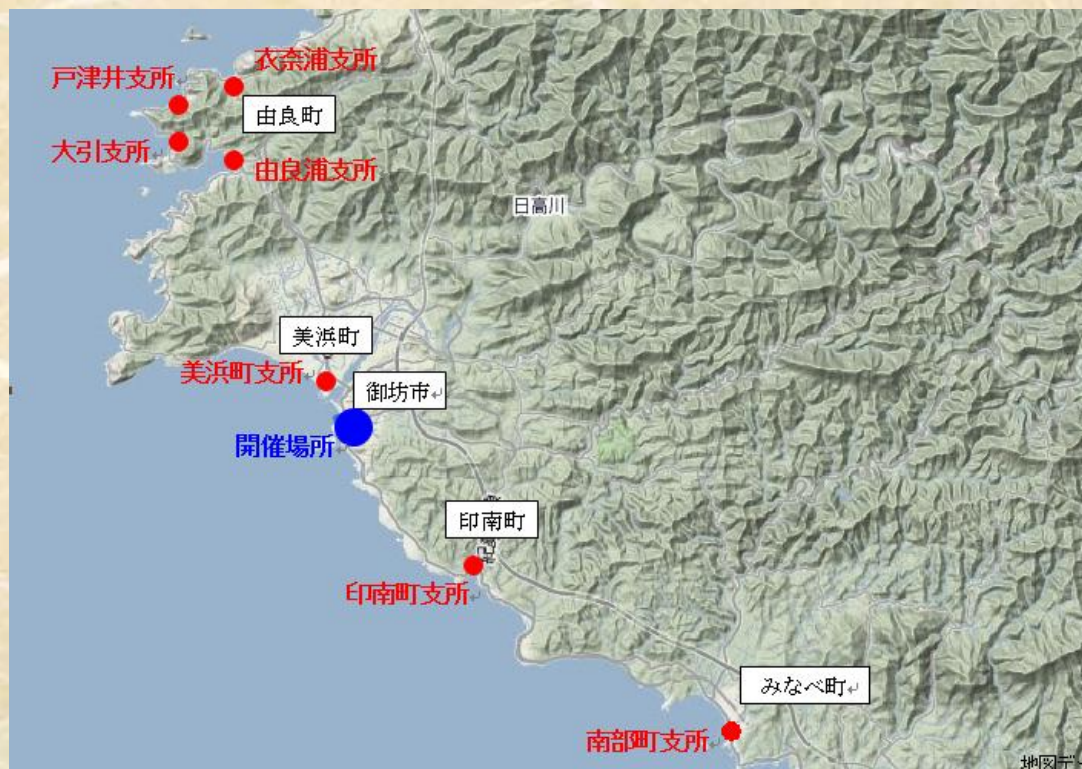 衣奈浦支所
戸津井支所
由良町
大引支所
由良浦支所
日高川
美浜町
美浜町支所
御坊市
開催場所
印南町
印南町支所
みなべ町
南部町支所
地図デ